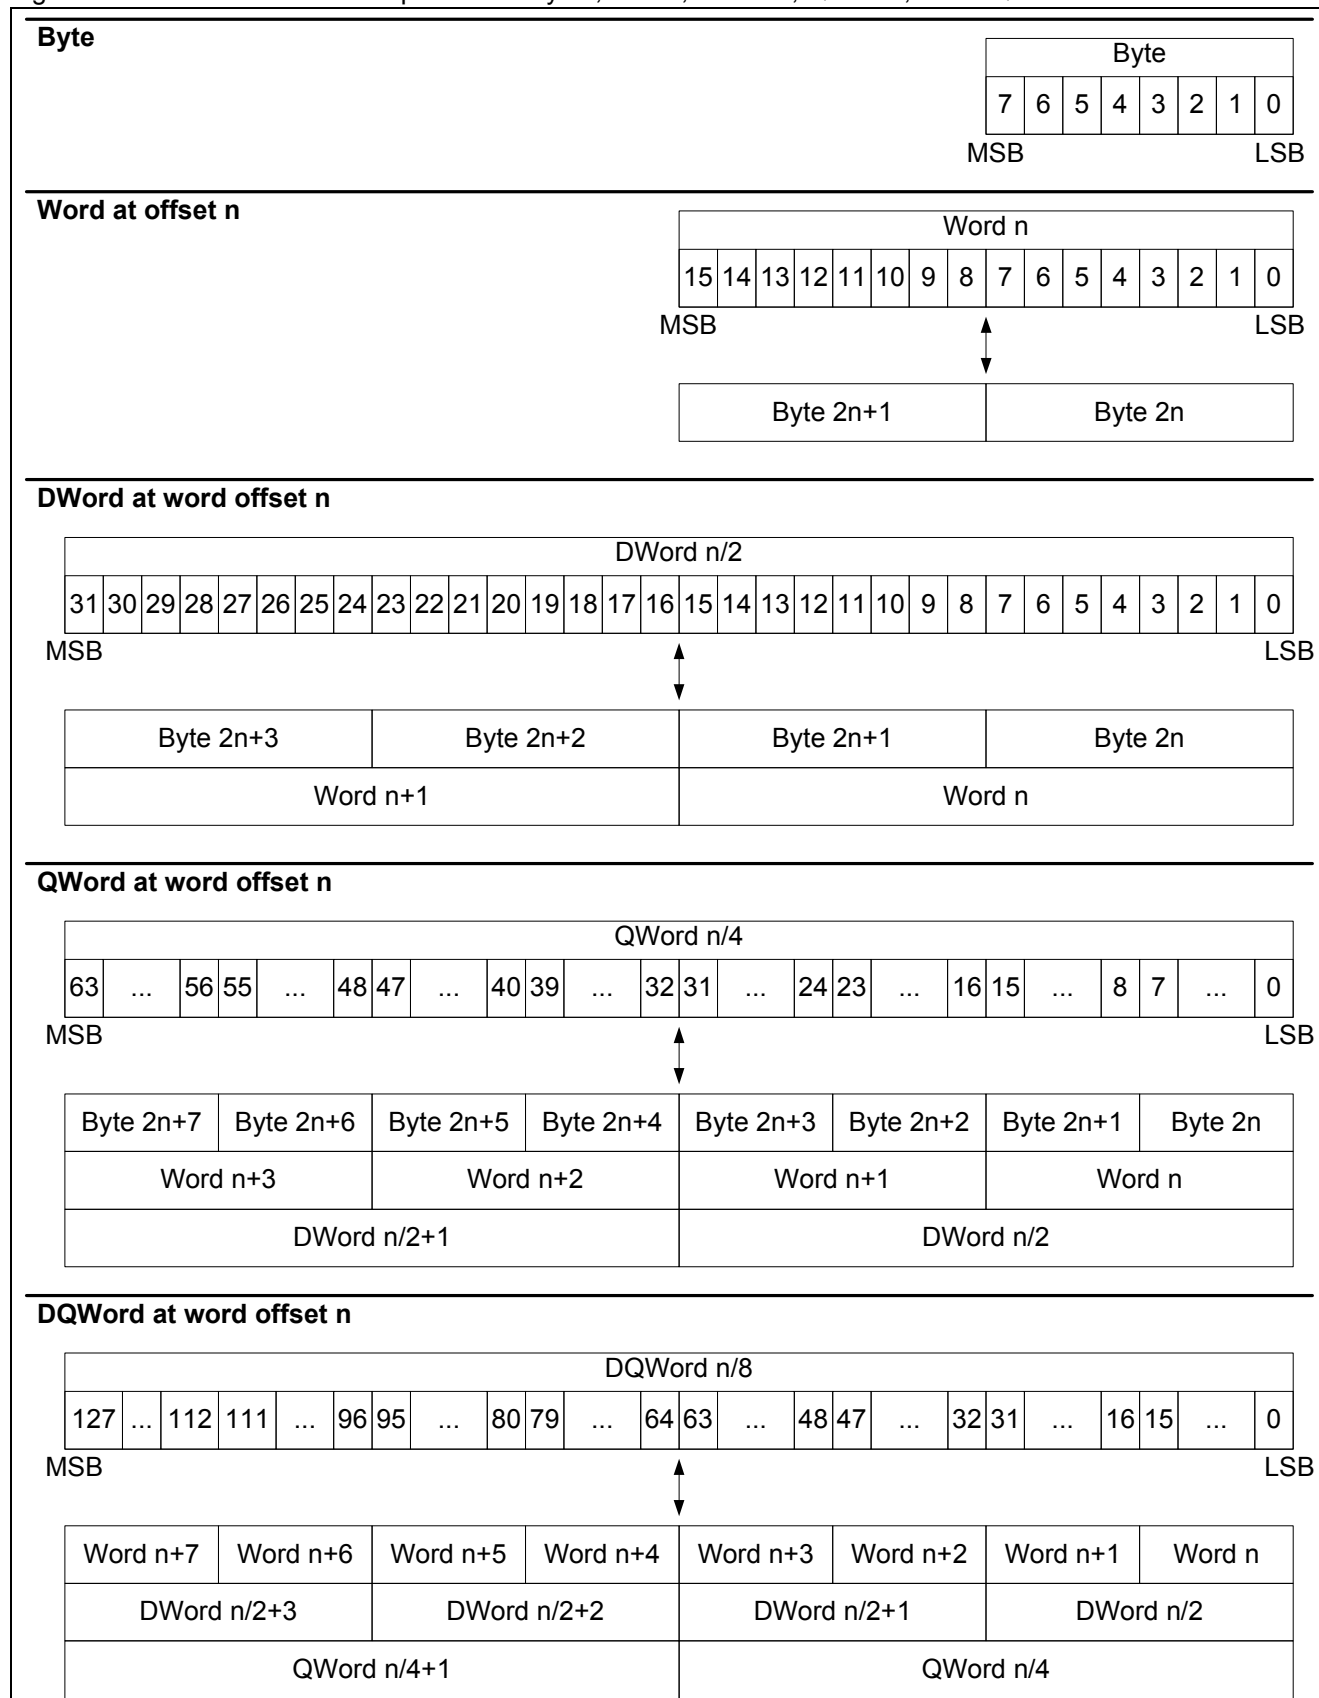 Byte
Byte
7 6 5 4 3 2 1 0
MSB LSB
Word at offset n
Word n
15 14 13 12 11 10 9 8 7 6 5 4 3 2 1 0
MSB LSB
Byte 2n+1 Byte 2n
DWord at word offset n
DWord n/2
31 30 29 28 27 26 25 24 23 22 21 20 19 18 17 16 15 14 13 12 11 10 9 8 7 6 5 4 3 2 1 0
MSB LSB
Byte 2n+3 Byte 2n+2 Byte 2n+1 Byte 2n
Word n+1 Word n
QWord at word offset n
QWord n/4
63 ... 56 55 ... 48 47 ... 40 39 ... 32 31 ... 24 23 ... 16 15 ... 8 7 ... 0
MSB LSB
Byte 2n+7 Byte 2n+6 Byte 2n+5 Byte 2n+4 Byte 2n+3 Byte 2n+2 Byte 2n+1 Byte 2n
Word n+3 Word n+2 Word n+1 Word n
DWord n/2+1 DWord n/2
DQWord at word offset n
DQWord n/8
127 ... 112 111 ... 96 95 ... 80 79 ... 64 63 ... 48 47 ... 32 31 ... 16 15 ... 0
MSB LSB
Word n+7 Word n+6 Word n+5 Word n+4 Word n+3 Word n+2 Word n+1 Word n
DWord n/2+3 DWord n/2+2 DWord n/2+1 DWord n/2
QWord n/4+1 QWord n/4